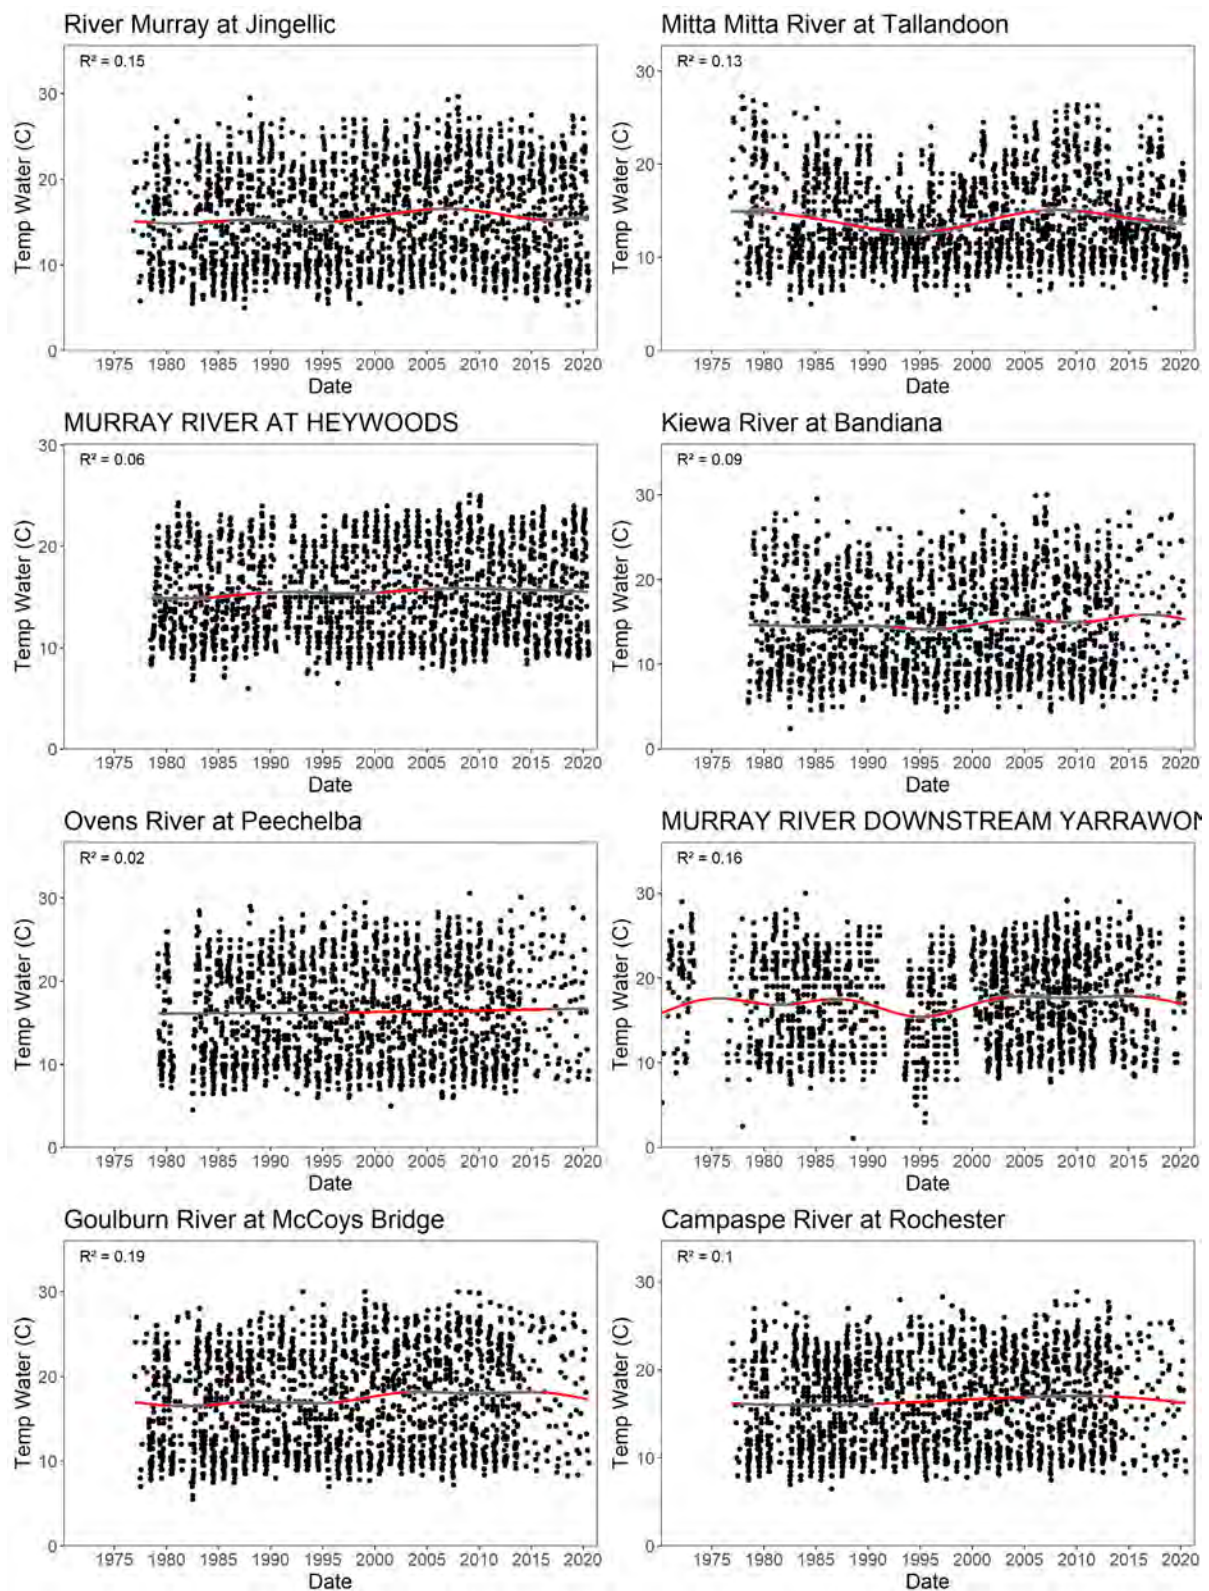 River Murray at Jingellic
R² = 0.15
30
20
10
0
Temp Water (C)
1975 1980 1985 1990 1995 2000 2005 2010 2015 2020
Date
Mitta Mitta River at Tallandoon
R² = 0.13
30
20
10
0
Temp Water (C)
1975 1980 1985 1990 1995 2000 2005 2010 2015 2020
Date
MURRAY RIVER AT HEYWOODS
R² = 0.06
30
20
10
0
Temp Water (C)
1975 1980 1985 1990 1995 2000 2005 2010 2015 2020
Date
Kiewa River at Bandiana
R² = 0.09
30
20
10
0
Temp Water (C)
1975 1980 1985 1990 1995 2000 2005 2010 2015 2020
Date
Ovens River at Peechelba
R² = 0.02
30
20
10
0
Temp Water (C)
1975 1980 1985 1990 1995 2000 2005 2010 2015 2020
Date
MURRAY RIVER DOWNSTREAM YARRAWON
R² = 0.16
30
20
10
0
Temp Water (C)
1975 1980 1985 1990 1995 2000 2005 2010 2015 2020
Date
Goulburn River at McCoys Bridge
R² = 0.19
30
20
10
0
Temp Water (C)
1975 1980 1985 1990 1995 2000 2005 2010 2015 2020
Date
Campaspe River at Rochester
R² = 0.1
30
20
10
0
Temp Water (C)
1975 1980 1985 1990 1995 2000 2005 2010 2015 2020
Date